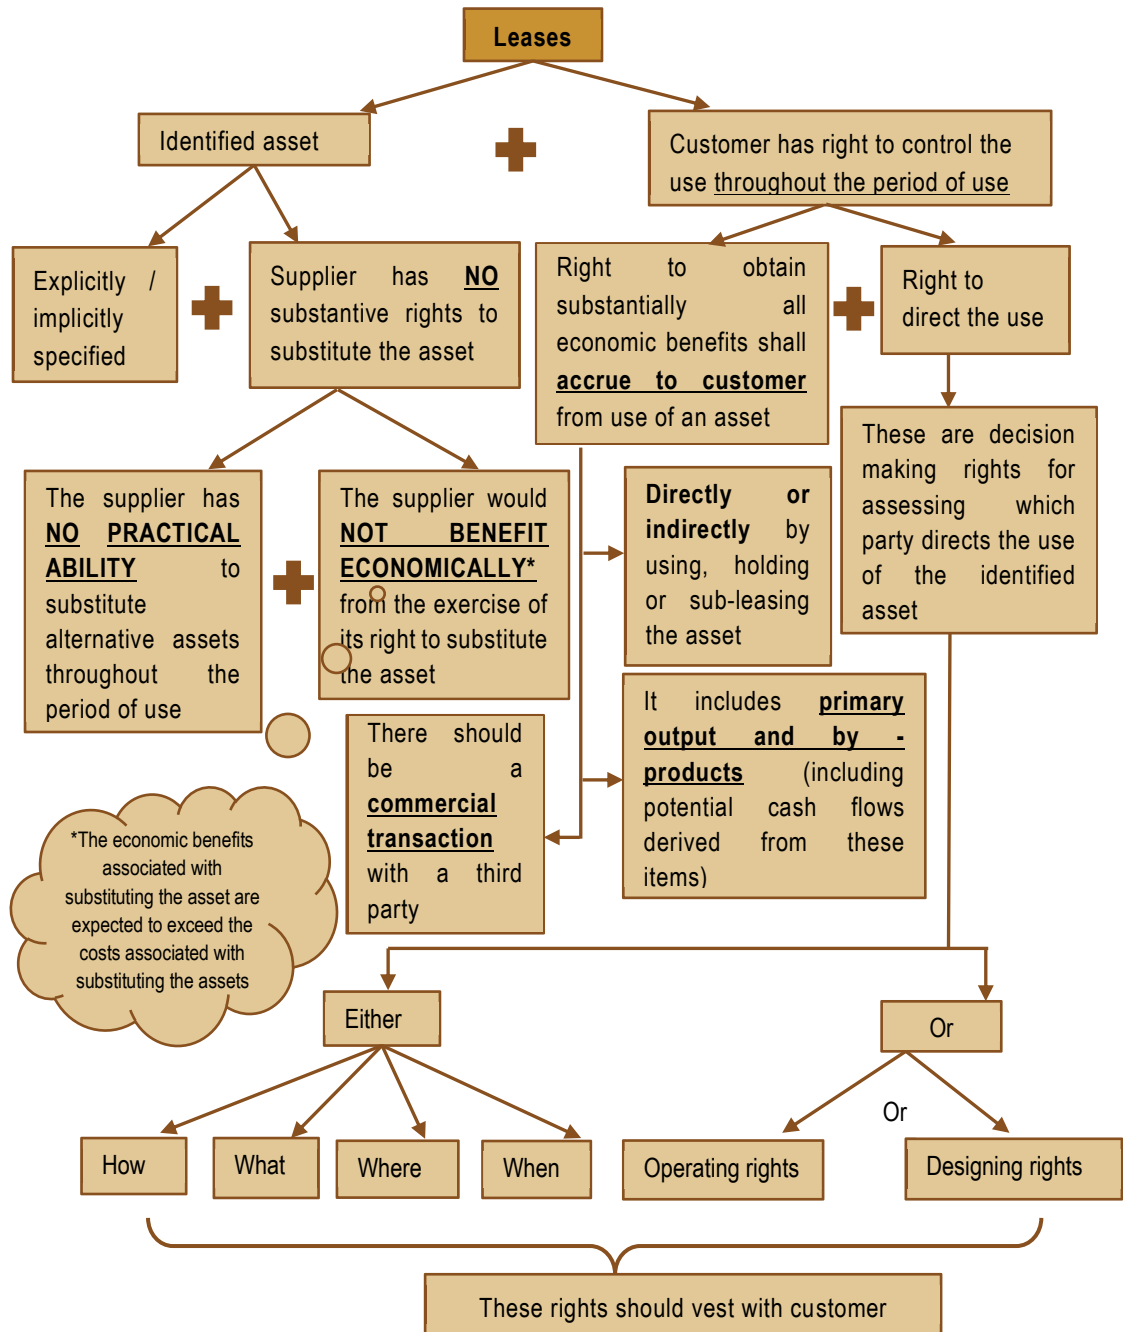 Leases
Identified asset
Customer has right to control the
use throughout the period of use
Explicitly /
implicitly
specified
Supplier has NO
substantive rights to
substitute the asset
Right to obtain
substantially all
economic benefits shall
accrue to customer
from use of an asset
Right to
direct the use
The supplier has
NO PRACTICAL
ABILITY to
substitute
alternative assets
throughout the
period of use
The supplier would
NOT BENEFIT
ECONOMICALLY*
from the exercise of
its right to substitute
the asset
Directly or
indirectly by
using, holding
or sub-leasing
the asset
These are decision
making rights for
assessing which
party directs the use
of the identified
asset
There should
be a
commercial
transaction
with a third
party
It includes primary
output and by -
products (including
potential cash flows
derived from these
items)
*The economic benefits
associated with
substituting the asset are
expected to exceed the
costs associated with
substituting the assets
Either
Or
How
What
Where
When
Or
Operating rights
Designing rights
These rights should vest with customer